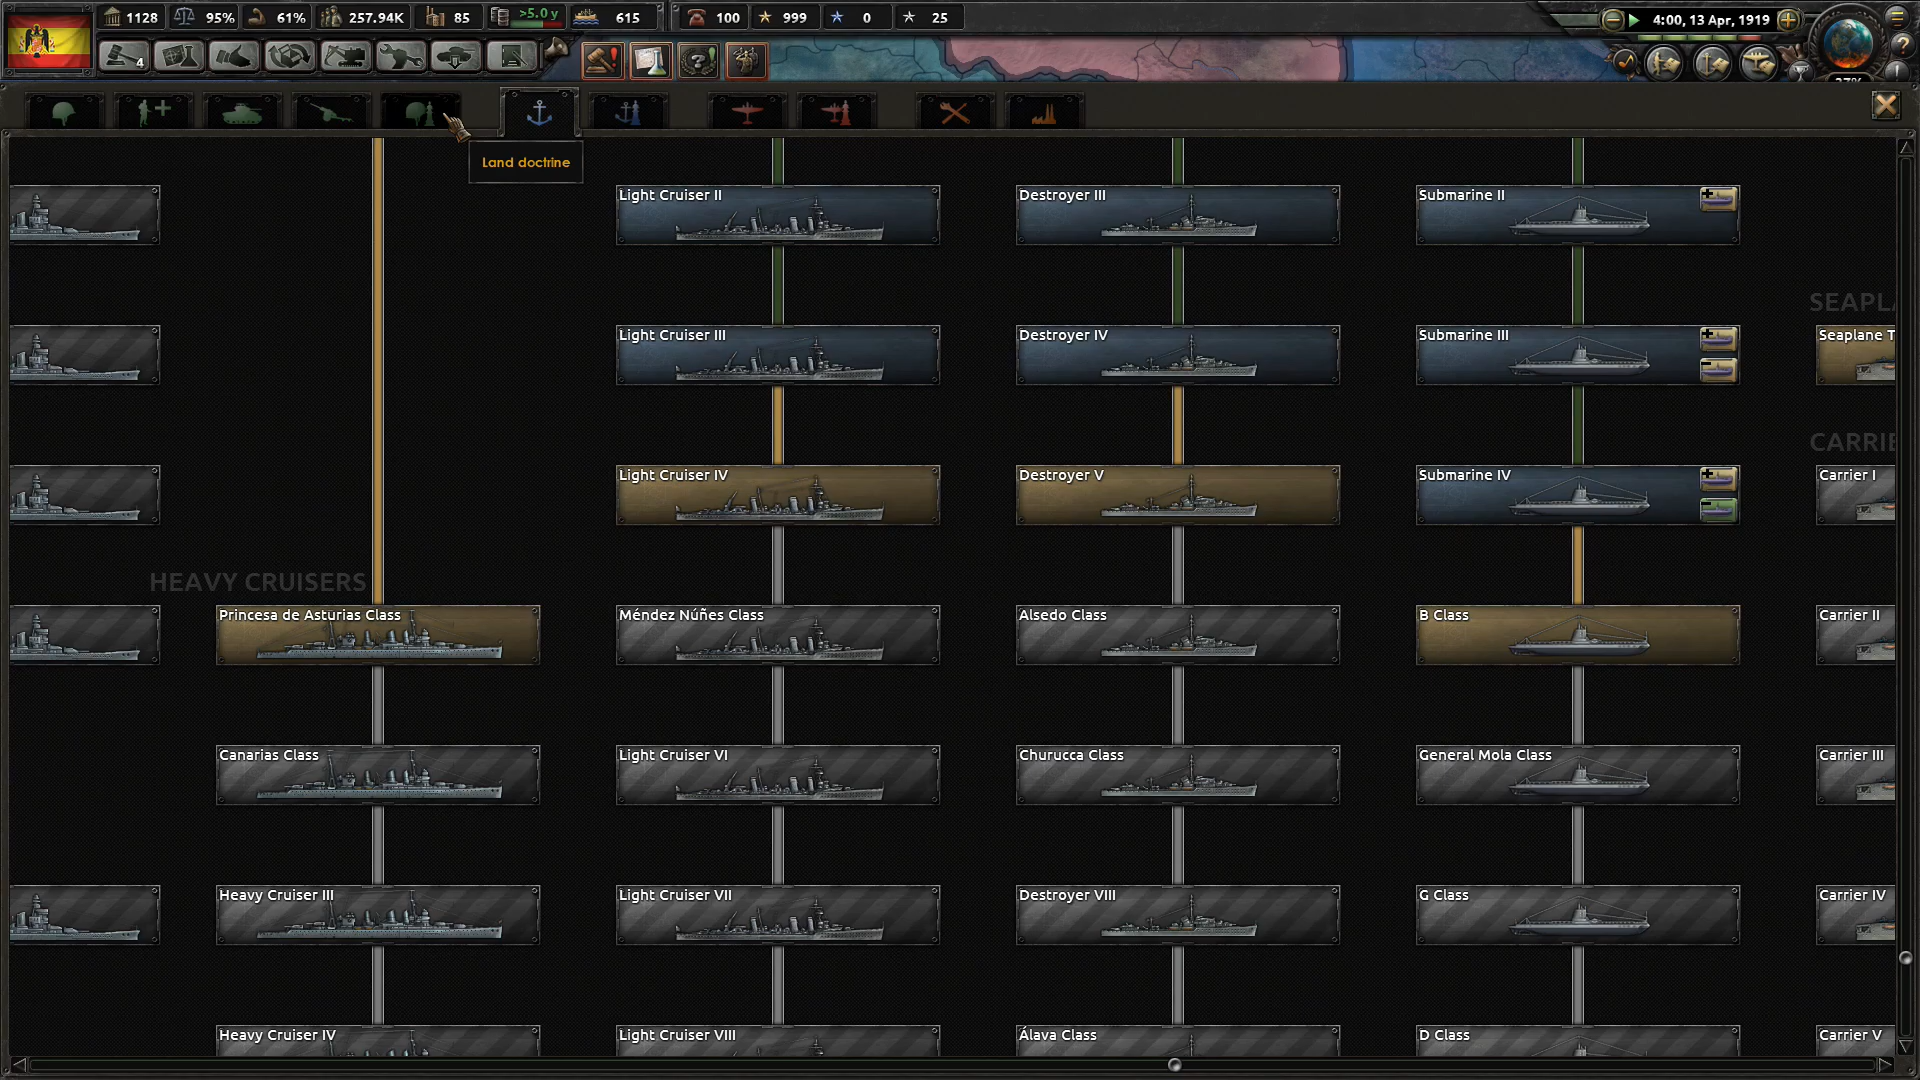 1128
95%
61%
257.94K
85
>5.0 y
615
100
999
0
25
4:00, 13 Apr, 1919
4
Land doctrine
Light Cruiser II
Destroyer III
Submarine II
SEAPLA
Light Cruiser III
Destroyer IV
Submarine III
Seaplane T
CARRIE
Light Cruiser IV
Destroyer V
Submarine IV
Carrier I
HEAVY CRUISERS
Princesa de Asturias Class
Méndez Núñes Class
Alsedo Class
B Class
Carrier II
Canarias Class
Light Cruiser VI
Churucca Class
General Mola Class
Carrier III
Heavy Cruiser III
Light Cruiser VII
Destroyer VIII
G Class
Carrier IV
Heavy Cruiser IV
Light Cruiser VIII
Álava Class
D Class
Carrier V